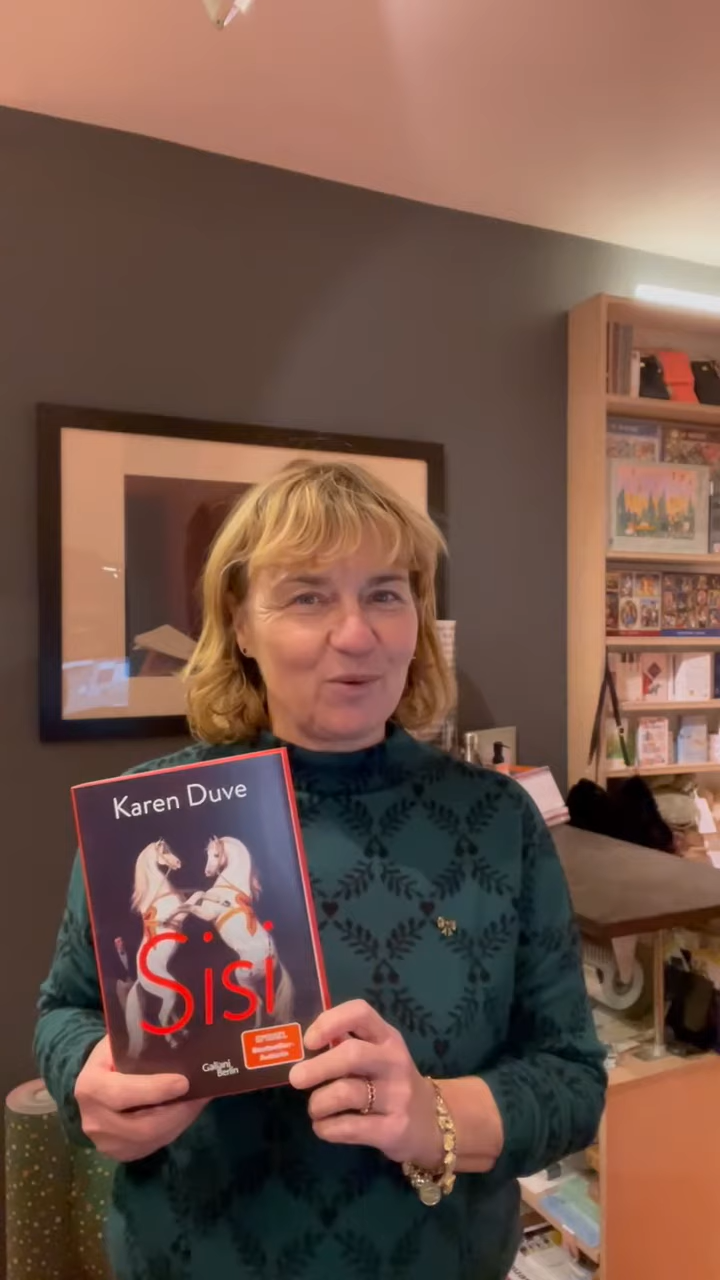 Karen Duve
Sisi
SPIEGEL
Bestseller-
Autorin
Galiani
Berlin